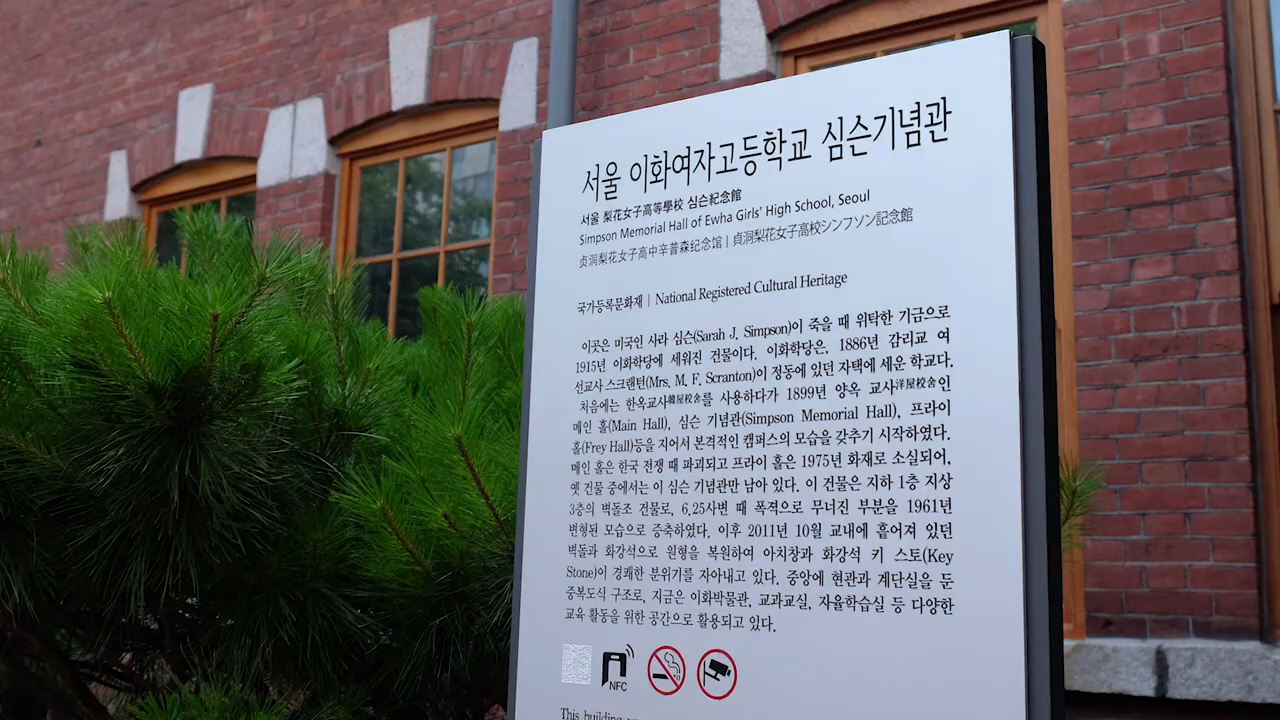 서울 이화여자고등학교 심슨기념관
서울 梨花女子高等學校 심슨紀念館
Simpson Memorial Hall of Ewha Girls' High School, Seoul
贞洞梨花女子高中辛普森纪念馆 | 貞洞梨花女子高校シンプソン記念館
국가등록문화재 | National Registered Cultural Heritage
이곳은 미국인 사라 심슨(Sarah J. Simpson)이 죽을 때 위탁한 기금으로
1915년 이화학당에 세워진 건물이다. 이화학당은, 1886년 감리교 여
선교사 스크랜턴(Mrs. M. F. Scranton)이 정동에 있던 자택에 세운 학교다.
처음에는 한옥교사韓屋校舍를 사용하다가 1899년 양옥 교사洋屋校舍인
메인 홀(Main Hall), 심슨 기념관(Simpson Memorial Hall), 프라이
홀(Frey Hall)등을 지어서 본격적인 캠퍼스의 모습을 갖추기 시작하였다.
메인 홀은 한국 전쟁 때 파괴되고 프라이 홀은 1975년 화재로 소실되어,
옛 건물 중에서는 이 심슨 기념관만 남아 있다. 이 건물은 지하 1층 지상
3층의 벽돌조 건물로, 6.25사변 때 폭격으로 무너진 부분을 1961년
변형된 모습으로 증축하였다. 이후 2011년 10월 교내에 흩어져 있던
벽돌과 화강석으로 원형을 복원하여 아치창과 화강석 키 스톤(Key
Stone)이 경쾌한 분위기를 자아내고 있다. 중앙에 현관과 계단실을 둔
중복도식 구조로, 지금은 이화박물관, 교과교실, 자율학습실 등 다양한
교육 활동을 위한 공간으로 활용되고 있다.
NFC
This building